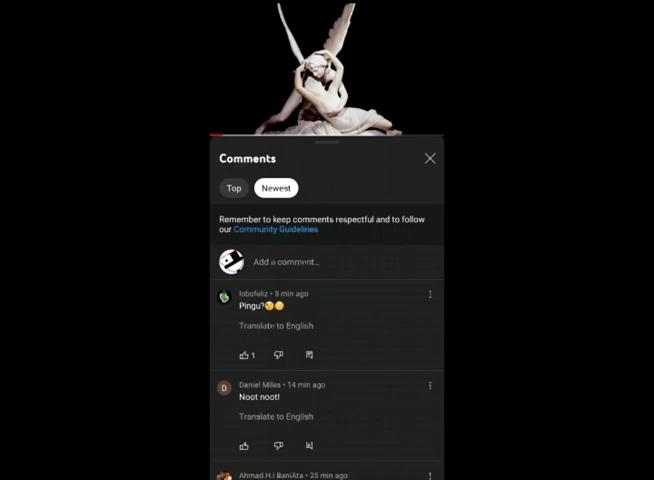 Comments
Top Newest
Remember to keep comments respectful and to follow
our Community Guidelines
Add a comment...
lobofeliz • 5 min ago
Pingu?🧐😳
Translate to English
1
D Daniel Miles • 14 min ago
Noot noot!
Translate to English
Ahmad.H.I BaniAta • 25 min ago